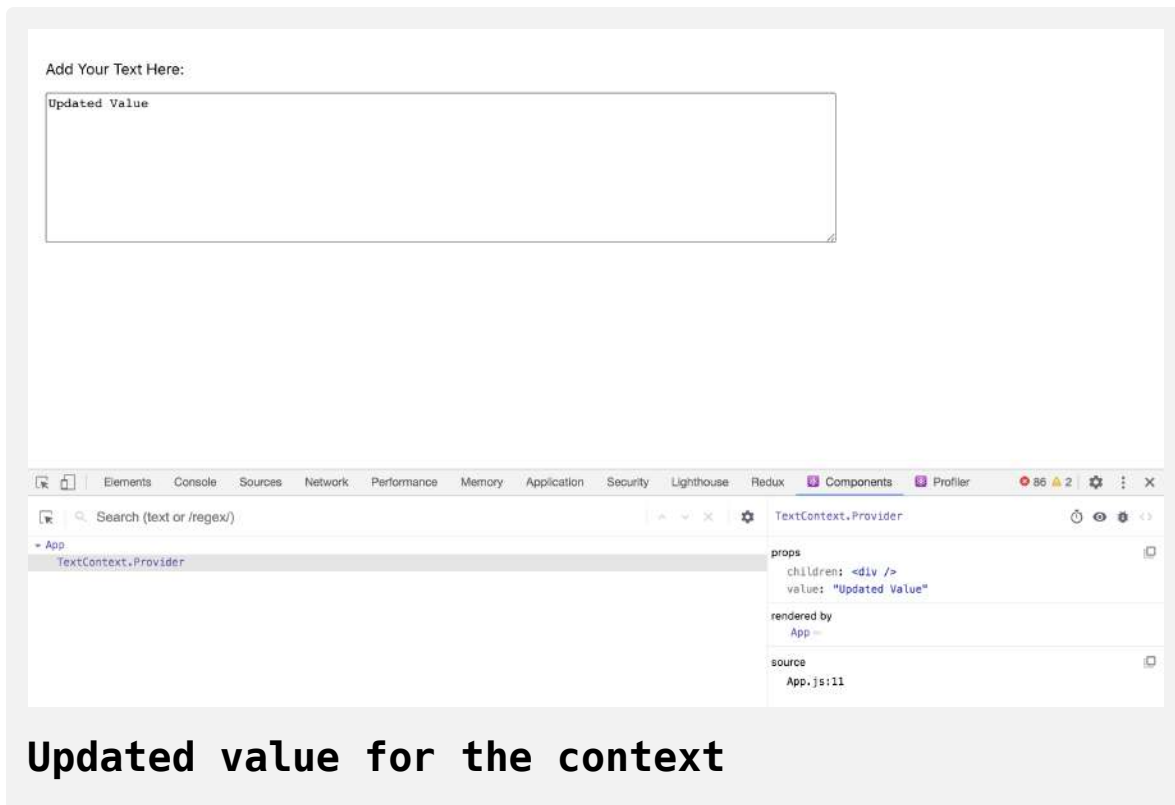 Add Your Text Here:
Updated Value
Elements Console Sources Network Performance Memory Application Security Lighthouse Redux Components Profiler 86 2
Search (text or /regex/)
TextContext.Provider
App
TextContext.Provider
props
children: <div />
value: "Updated Value"
rendered by
App
source
App.js:11
Updated value for the context